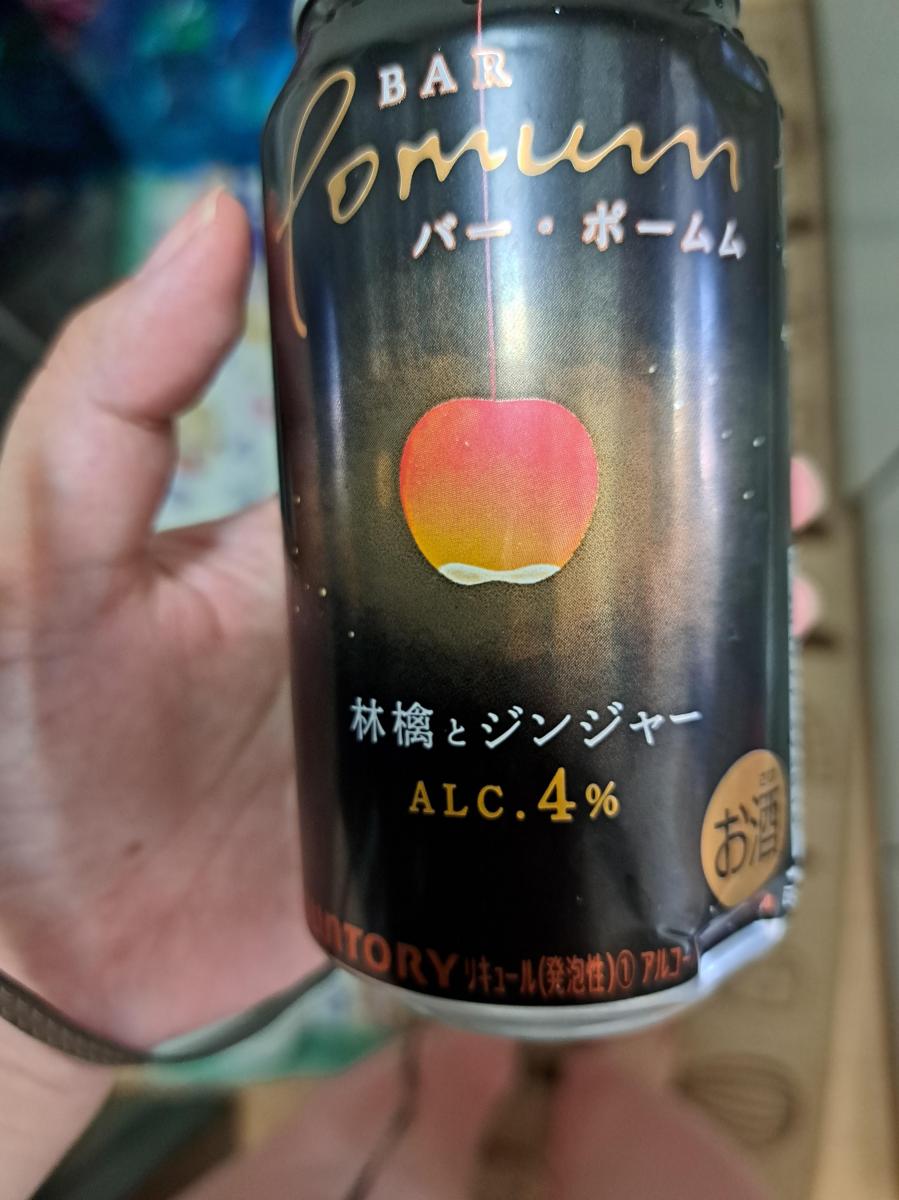 BAR
Pomum
バー・ポームム
林檎とジンジャー
ALC.4%
お酒
SUNTORY リキュール(発泡性)① アルコー